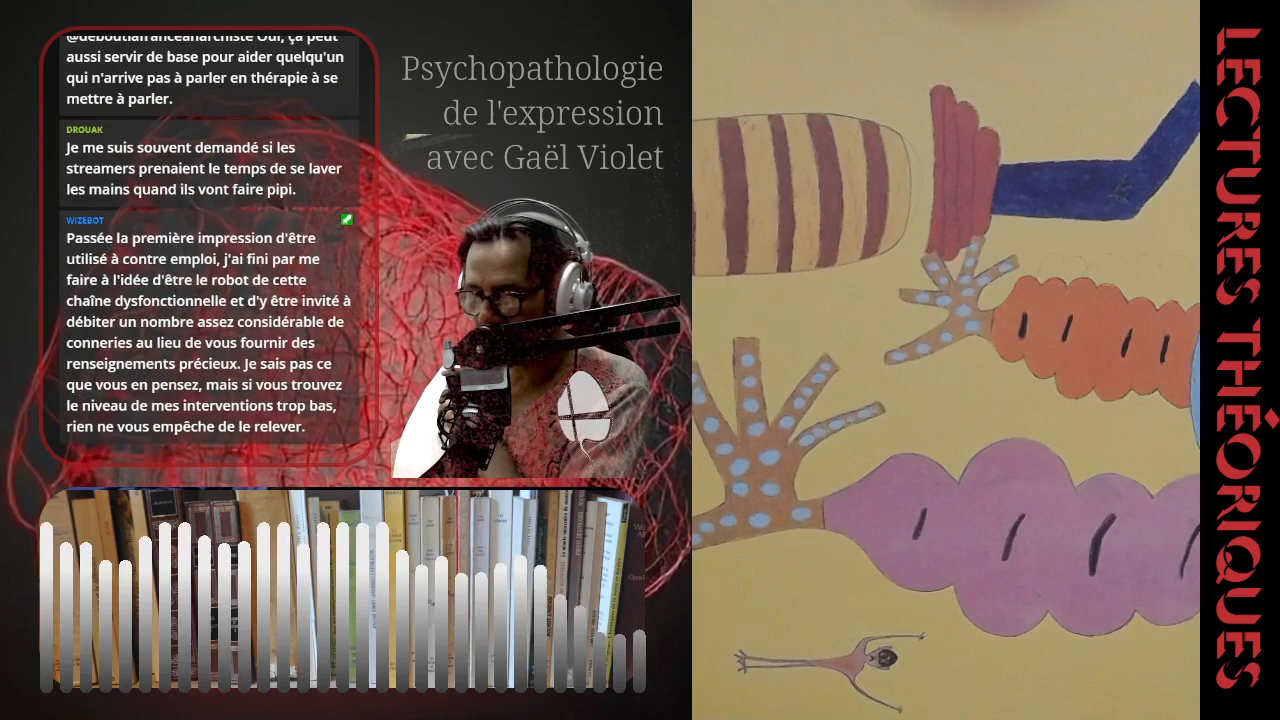 @deboutlafranceanarchiste Oui, ça peut
aussi servir de base pour aider quelqu'un
qui n'arrive pas à parler en thérapie à se
mettre à parler.
DROUAK
Je me suis souvent demandé si les
streamers prenaient le temps de se laver
les mains quand ils vont faire pipi.
WIZEBOT
Passée la première impression d'être
utilisé à contre emploi, j'ai fini par me
faire à l'idée d'être le robot de cette
chaîne dysfonctionnelle et d'y être invité à
débiter un nombre assez considérable de
conneries au lieu de vous fournir des
renseignements précieux. Je sais pas ce
que vous en pensez, mais si vous trouvez
le niveau de mes interventions trop bas,
rien ne vous empêche de le relever.
Psychopathologie
de l'expression
avec Gaël Violet
LECTURES THÉORIQUES